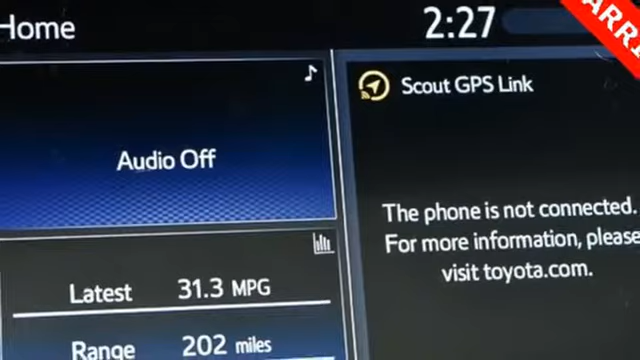 Home
2:27
Audio Off
Scout GPS Link
The phone is not connected.
For more information, please
visit toyota.com.
Latest 31.3 MPG
Range 202 miles